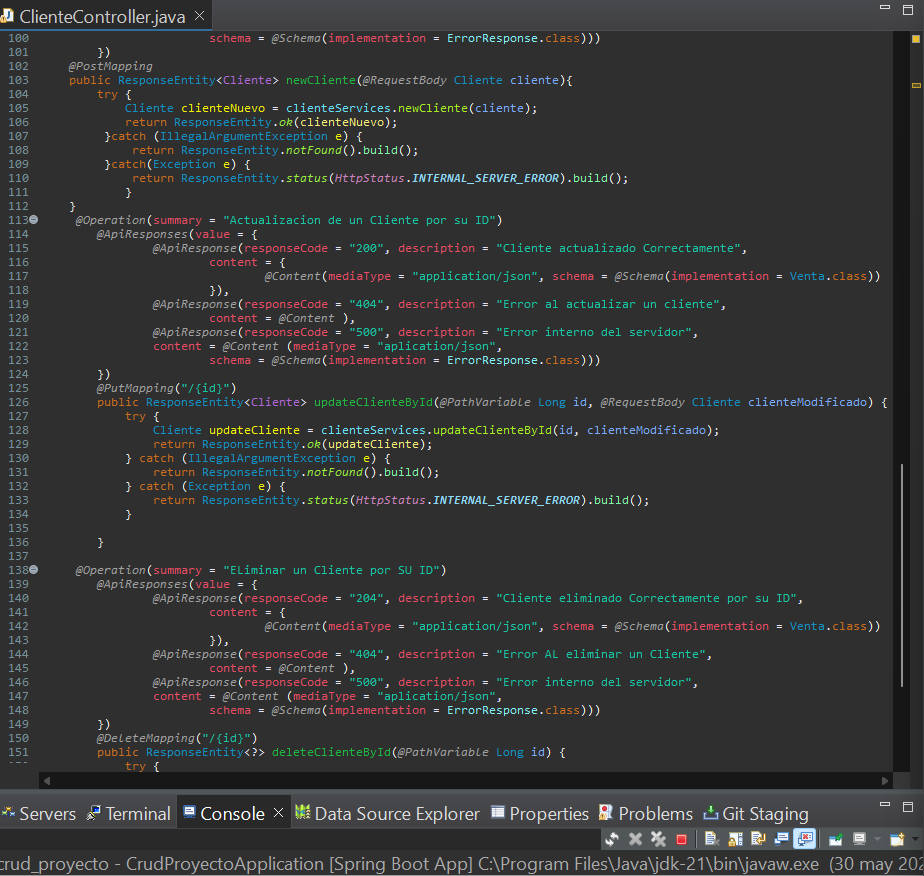 ClienteController.java
100 schema = @Schema(implementation = ErrorResponse.class)))
101 })
102 @PostMapping
103 public ResponseEntity<Cliente> newCliente(@RequestBody Cliente cliente){
104 try {
105 Cliente clienteNuevo = clienteServices.newCliente(cliente);
106 return ResponseEntity.ok(clienteNuevo);
107 }catch (IllegalArgumentException e) {
108 return ResponseEntity.notFound().build();
109 }catch(Exception e) {
110 return ResponseEntity.status(HttpStatus.INTERNAL_SERVER_ERROR).build();
111 }
112 }
113 @Operation(summary = "Actualizacion de un Cliente por su ID")
114 @ApiResponses(value = {
115 @ApiResponse(responseCode = "200", description = "Cliente actualizado Correctamente",
116 content = {
117 @Content(mediaType = "application/json", schema = @Schema(implementation = Venta.class))
118 }),
119 @ApiResponse(responseCode = "404", description = "Error al actualizar un cliente",
120 content = @Content ),
121 @ApiResponse(responseCode = "500", description = "Error interno del servidor",
122 content = @Content (mediaType = "aplication/json",
123 schema = @Schema(implementation = ErrorResponse.class)))
124 })
125 @PutMapping("/{id}")
126 public ResponseEntity<Cliente> updateClienteById(@PathVariable Long id, @RequestBody Cliente clienteModificado) {
127 try {
128 Cliente updateCliente = clienteServices.updateClienteById(id, clienteModificado);
129 return ResponseEntity.ok(updateCliente);
130 } catch (IllegalArgumentException e) {
131 return ResponseEntity.notFound().build();
132 } catch (Exception e) {
133 return ResponseEntity.status(HttpStatus.INTERNAL_SERVER_ERROR).build();
134 }
135
136 }
137
138 @Operation(summary = "ELiminar un Cliente por SU ID")
139 @ApiResponses(value = {
140 @ApiResponse(responseCode = "204", description = "Cliente eliminado Correctamente por su ID",
141 content = {
142 @Content(mediaType = "application/json", schema = @Schema(implementation = Venta.class))
143 }),
144 @ApiResponse(responseCode = "404", description = "Error AL eliminar un Cliente",
145 content = @Content ),
146 @ApiResponse(responseCode = "500", description = "Error interno del servidor",
147 content = @Content (mediaType = "aplication/json",
148 schema = @Schema(implementation = ErrorResponse.class)))
149 })
150 @DeleteMapping("/{id}")
151 public ResponseEntity<?> deleteClienteById(@PathVariable Long id) {
try {
Servers Terminal Console Data Source Explorer Properties Problems Git Staging
crud_proyecto - CrudProyectoApplication [Spring Boot App] C:\Program Files\Java\jdk-21\bin\javaw.exe (30 may 202